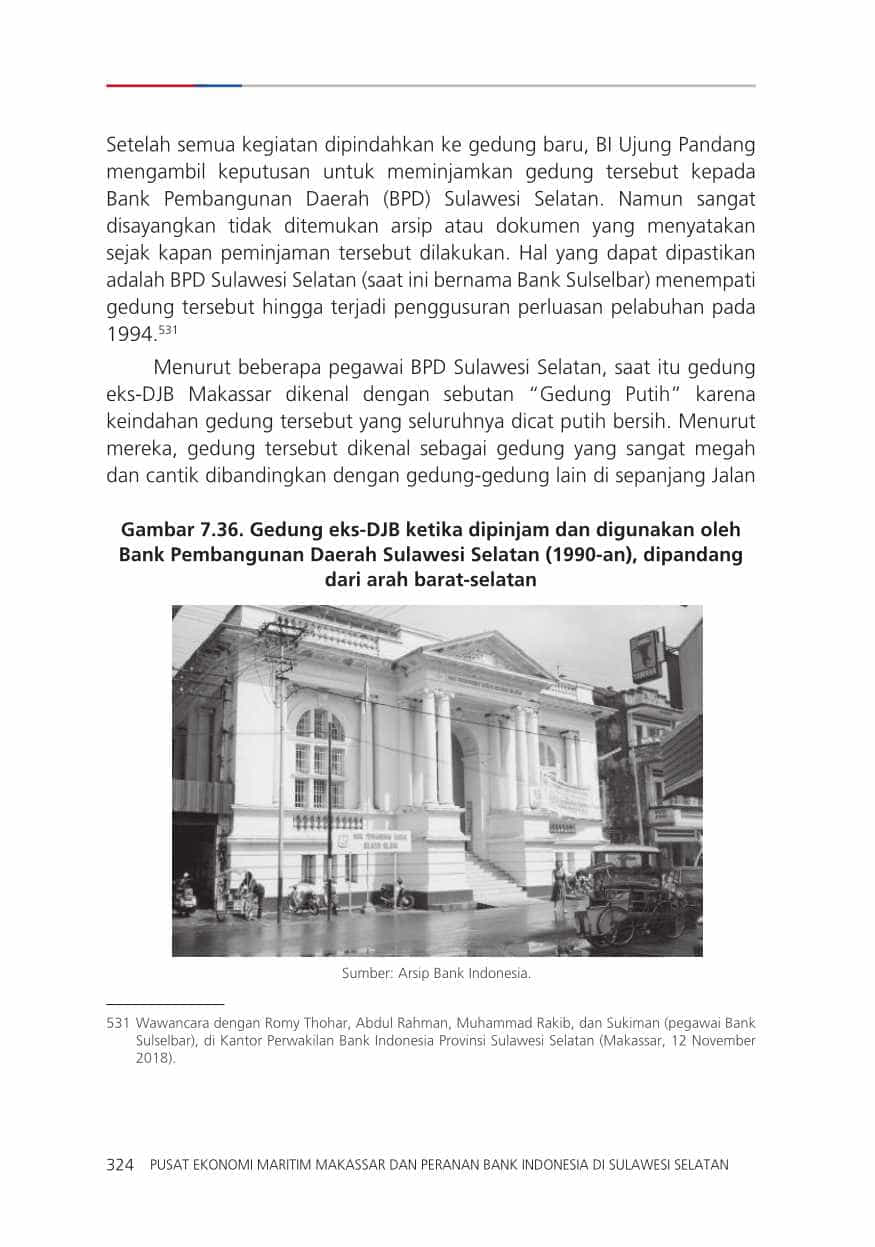 Setelah semua kegiatan dipindahkan ke gedung baru, BI Ujung Pandang
mengambil keputusan untuk meminjamkan gedung tersebut kepada
Bank Pembangunan Daerah (BPD) Sulawesi Selatan. Namun sangat
disayangkan tidak ditemukan arsip atau dokumen yang menyatakan
sejak kapan peminjaman tersebut dilakukan. Hal yang dapat dipastikan
adalah BPD Sulawesi Selatan (saat ini bernama Bank Sulselbar) menempati
gedung tersebut hingga terjadi penggusuran perluasan pelabuhan pada
1994.531
Menurut beberapa pegawai BPD Sulawesi Selatan, saat itu gedung
eks-DJB Makassar dikenal dengan sebutan “Gedung Putih” karena
keindahan gedung tersebut yang seluruhnya dicat putih bersih. Menurut
mereka, gedung tersebut dikenal sebagai gedung yang sangat megah
dan cantik dibandingkan dengan gedung-gedung lain di sepanjang Jalan
Gambar 7.36. Gedung eks-DJB ketika dipinjam dan digunakan oleh
Bank Pembangunan Daerah Sulawesi Selatan (1990-an), dipandang
dari arah barat-selatan
Sumber: Arsip Bank Indonesia.
531 Wawancara dengan Romy Thohar, Abdul Rahman, Muhammad Rakib, dan Sukiman (pegawai Bank
Sulselbar), di Kantor Perwakilan Bank Indonesia Provinsi Sulawesi Selatan (Makassar, 12 November
2018).
324 PUSAT EKONOMI MARITIM MAKASSAR DAN PERANAN BANK INDONESIA DI SULAWESI SELATAN